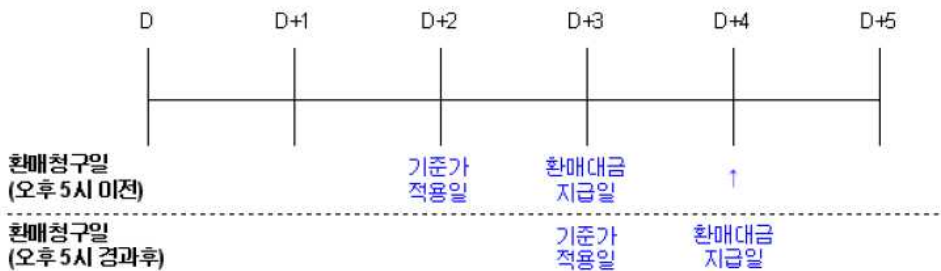 D D+1 D+2 D+3 D+4 D+5
환매청구일 기준가 환매대금 ↑
(오후 5시 이전) 적용일 지급일
환매청구일 기준가 환매대금
(오후 5시 경과후) 적용일 지급일